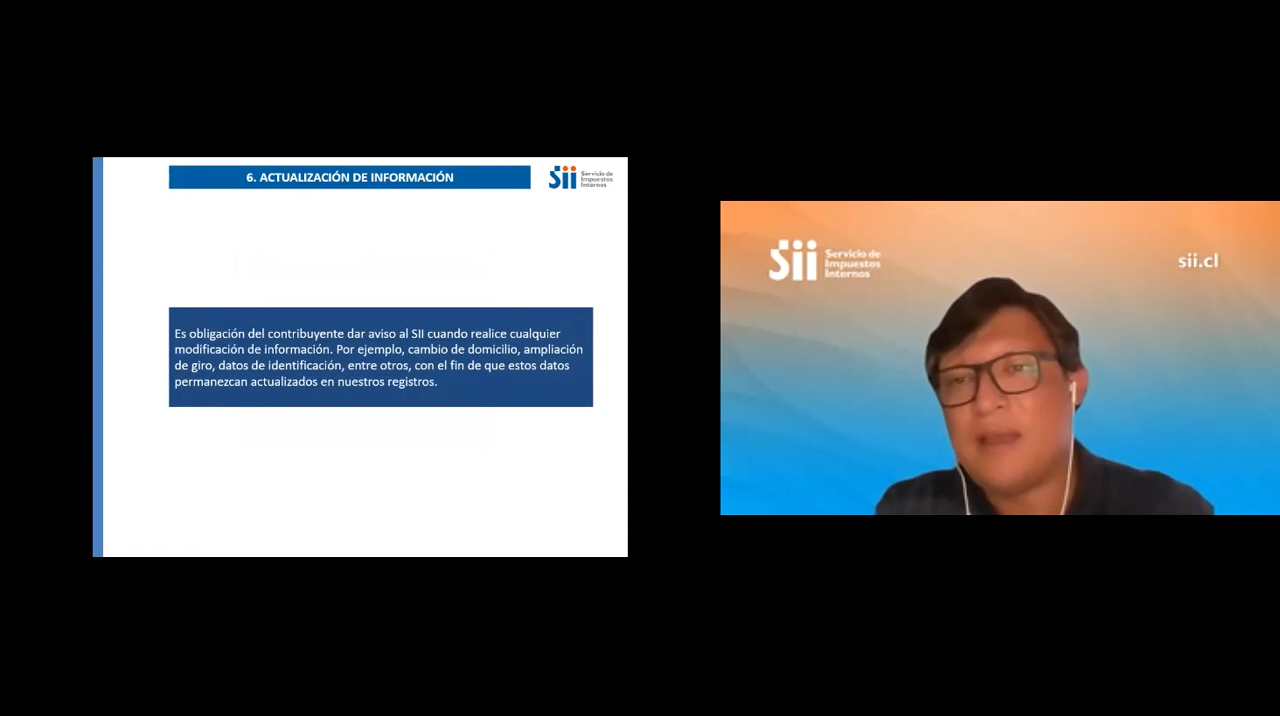 6. ACTUALIZACIÓN DE INFORMACIÓN
Sii Servicio de
Impuestos
Internos
Es obligación del contribuyente dar aviso al SII cuando realice cualquier
modificación de información. Por ejemplo, cambio de domicilio, ampliación
de giro, datos de identificación, entre otros, con el fin de que estos datos
permanezcan actualizados en nuestros registros.
Sii Servicio de
Impuestos
Internos
sii.cl